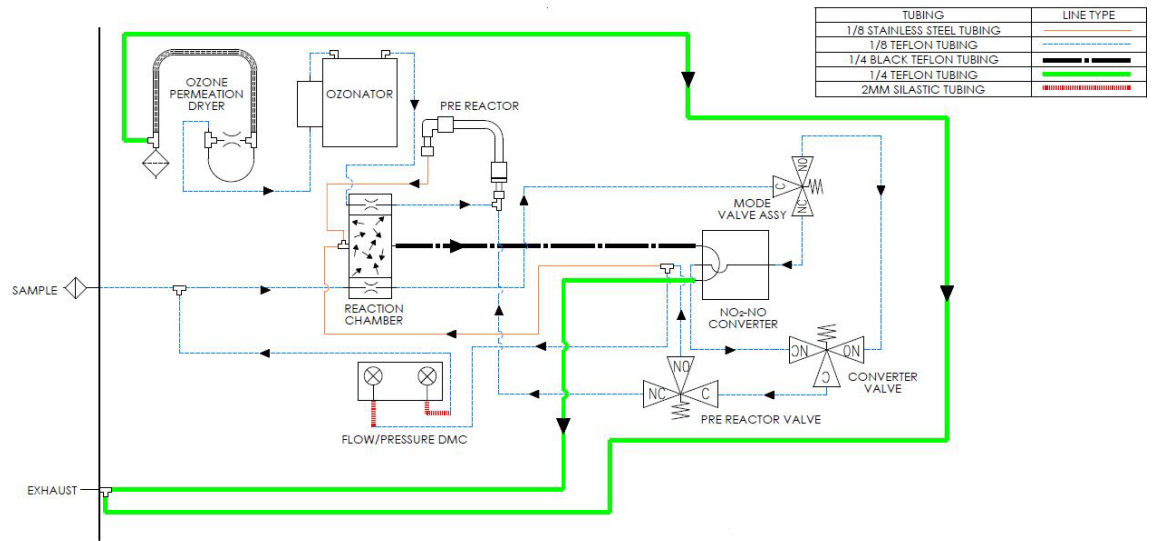 TUBING LINE TYPE
1/8 STAINLESS STEEL TUBING
1/8 TEFLON TUBING
1/4 BLACK TEFLON TUBING
1/4 TEFLON TUBING
2MM SILASTIC TUBING
OZONE
PERMEATION
DRYER
OZONATOR
PRE REACTOR
C
NO
NC
MODE
VALVE ASSY
SAMPLE
REACTION
CHAMBER
NO₂-NO
CONVERTER
NC
NO
C
CONVERTER
VALVE
NO
NC
C
PRE REACTOR VALVE
FLOW/PRESSURE DMC
EXHAUST